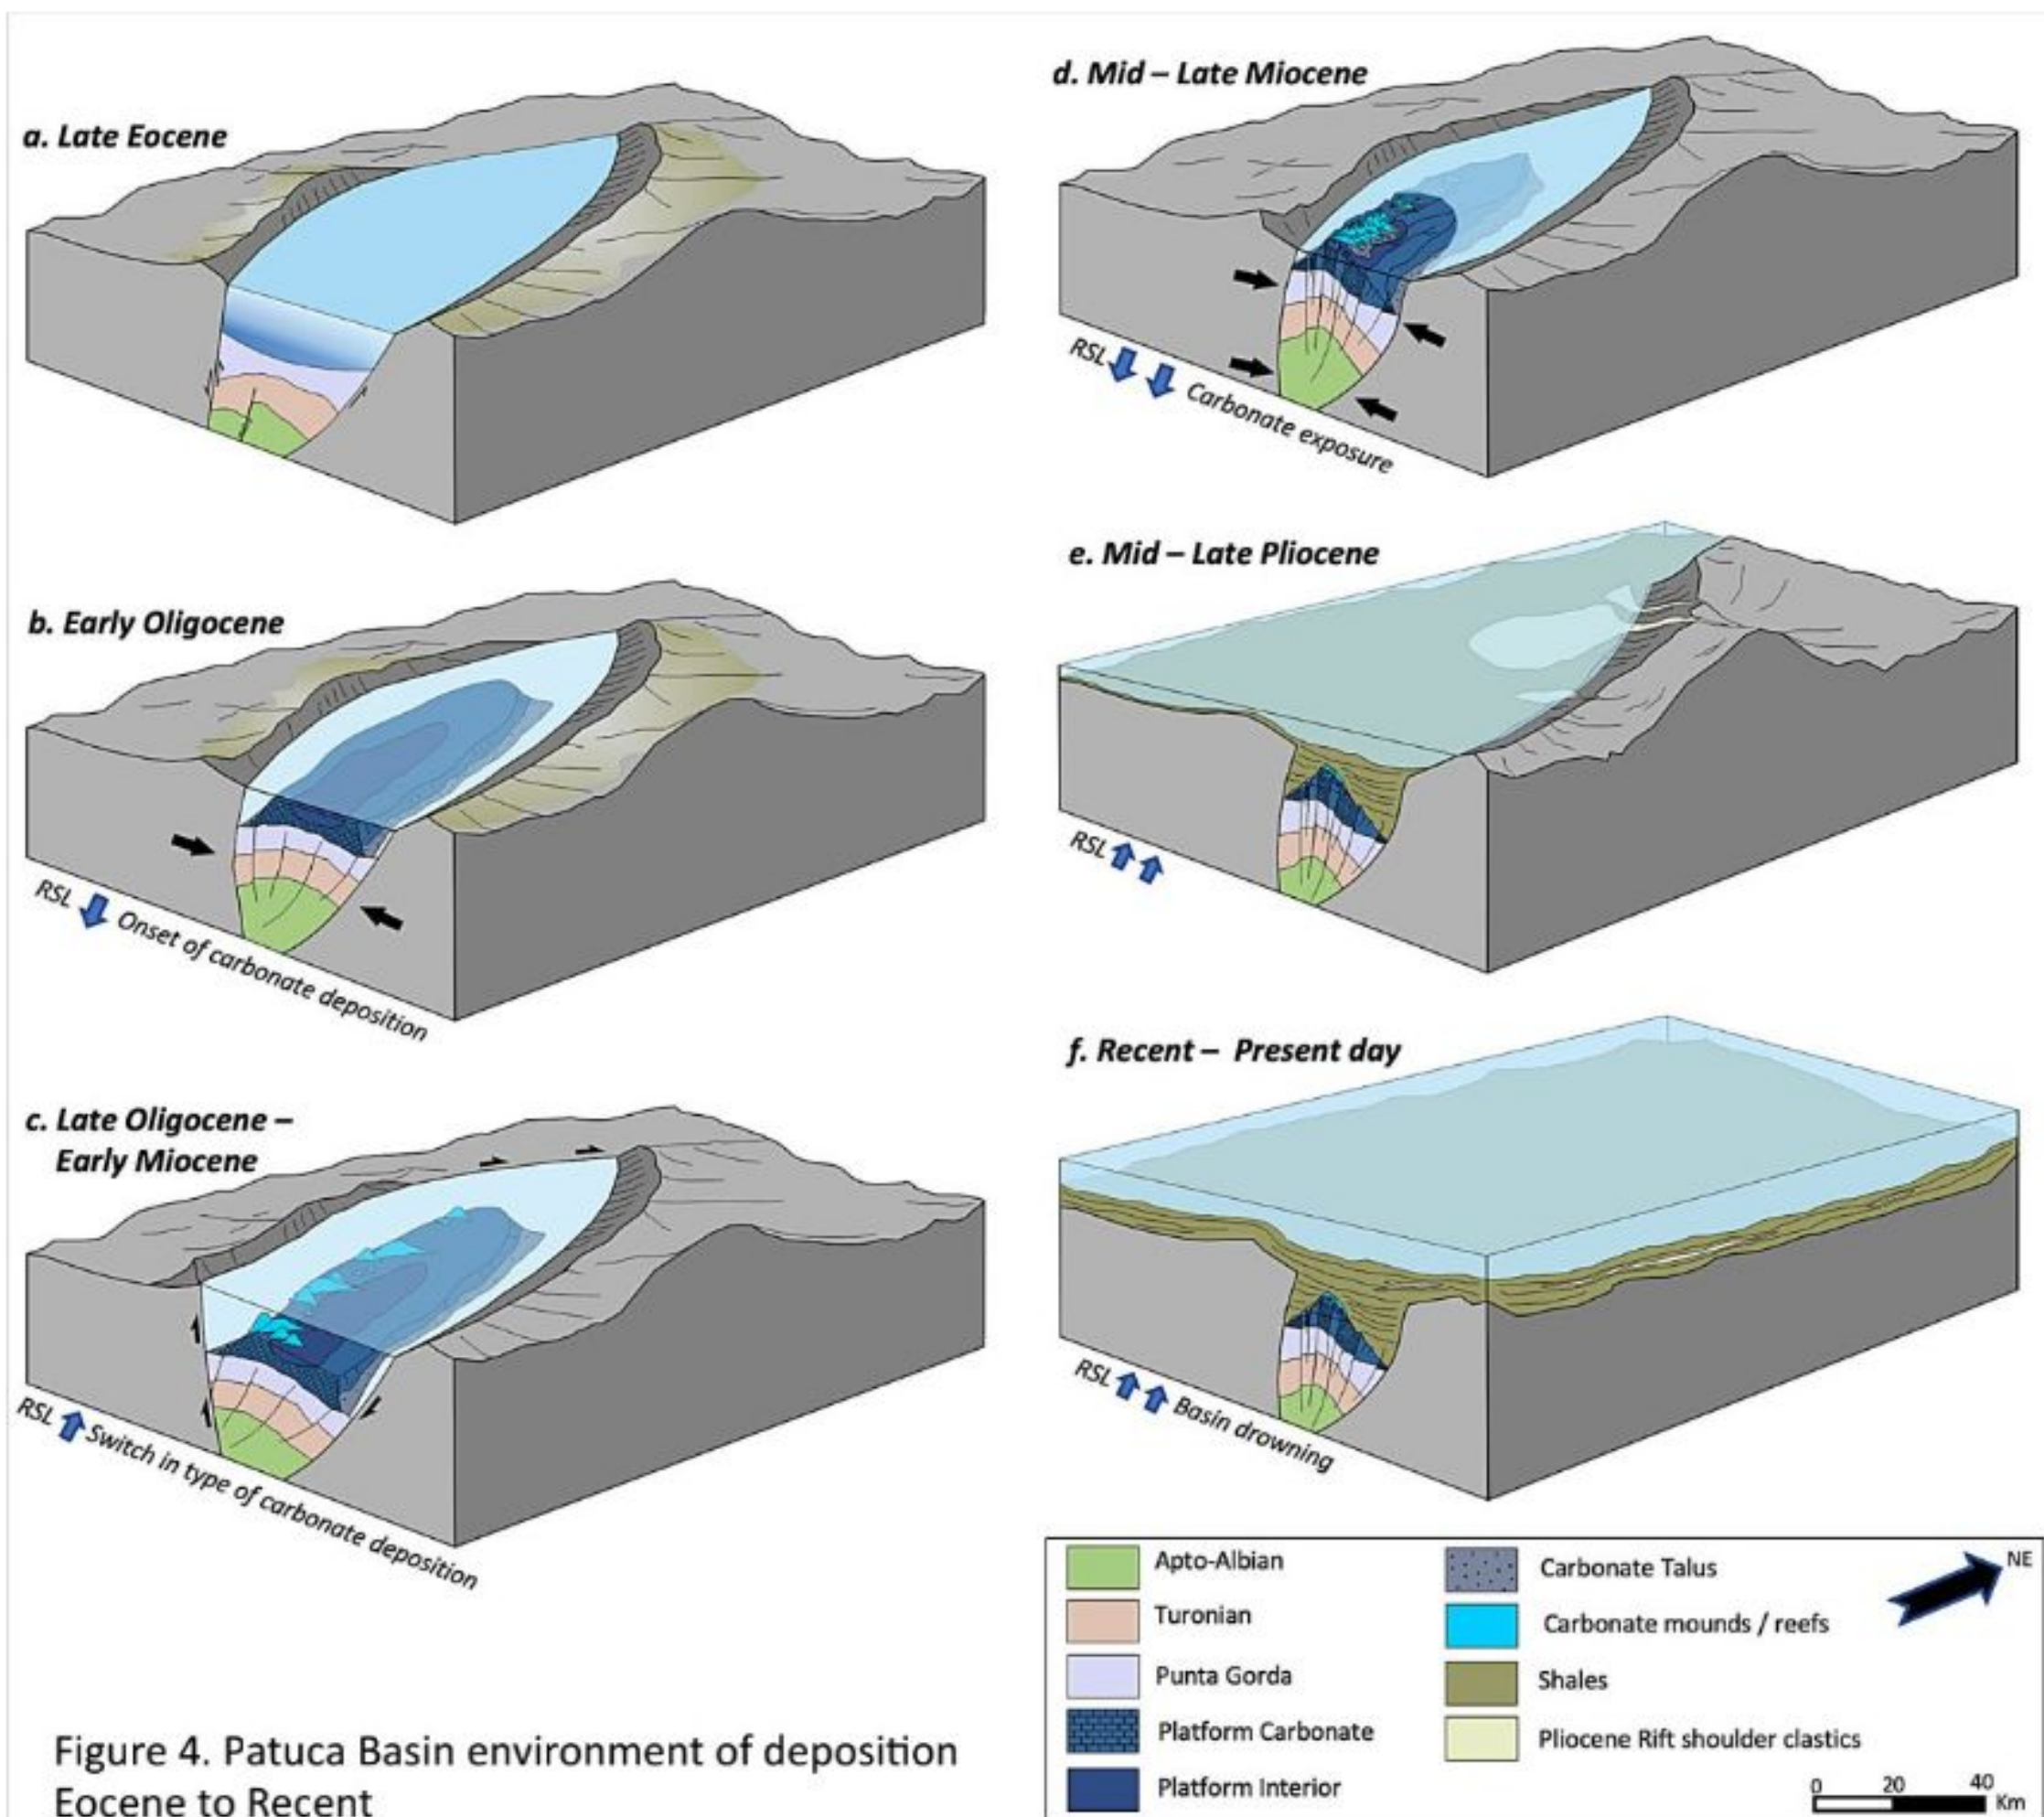 a. Late Eocene
b. Early Oligocene
RSL Onset of carbonate deposition
c. Late Oligocene –
Early Miocene
RSL Switch in type of carbonate deposition
d. Mid – Late Miocene
RSL Carbonate exposure
e. Mid – Late Pliocene
RSL
f. Recent – Present day
RSL Basin drowning
Apto-Albian
Turonian
Punta Gorda
Platform Carbonate
Platform Interior
Carbonate Talus
Carbonate mounds / reefs
Shales
Pliocene Rift shoulder clastics
NE
0 20 40
Km
Figure 4. Patuca Basin environment of deposition
Eocene to Recent